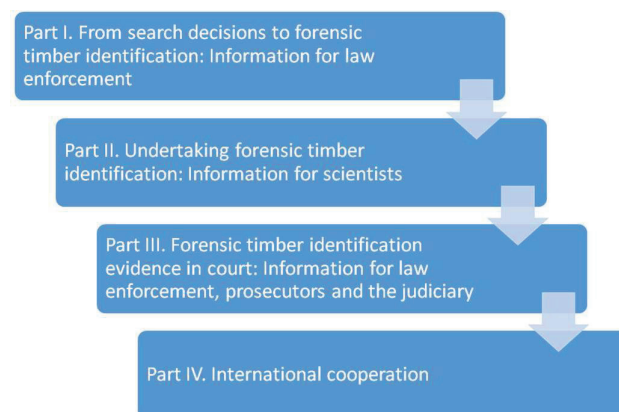 Part I. From search decisions to forensic
timber identification: Information for law
enforcement
Part II. Undertaking forensic timber
identification: Information for scientists
Part III. Forensic timber identification
evidence in court: Information for law
enforcement, prosecutors and the judiciary
Part IV. International cooperation